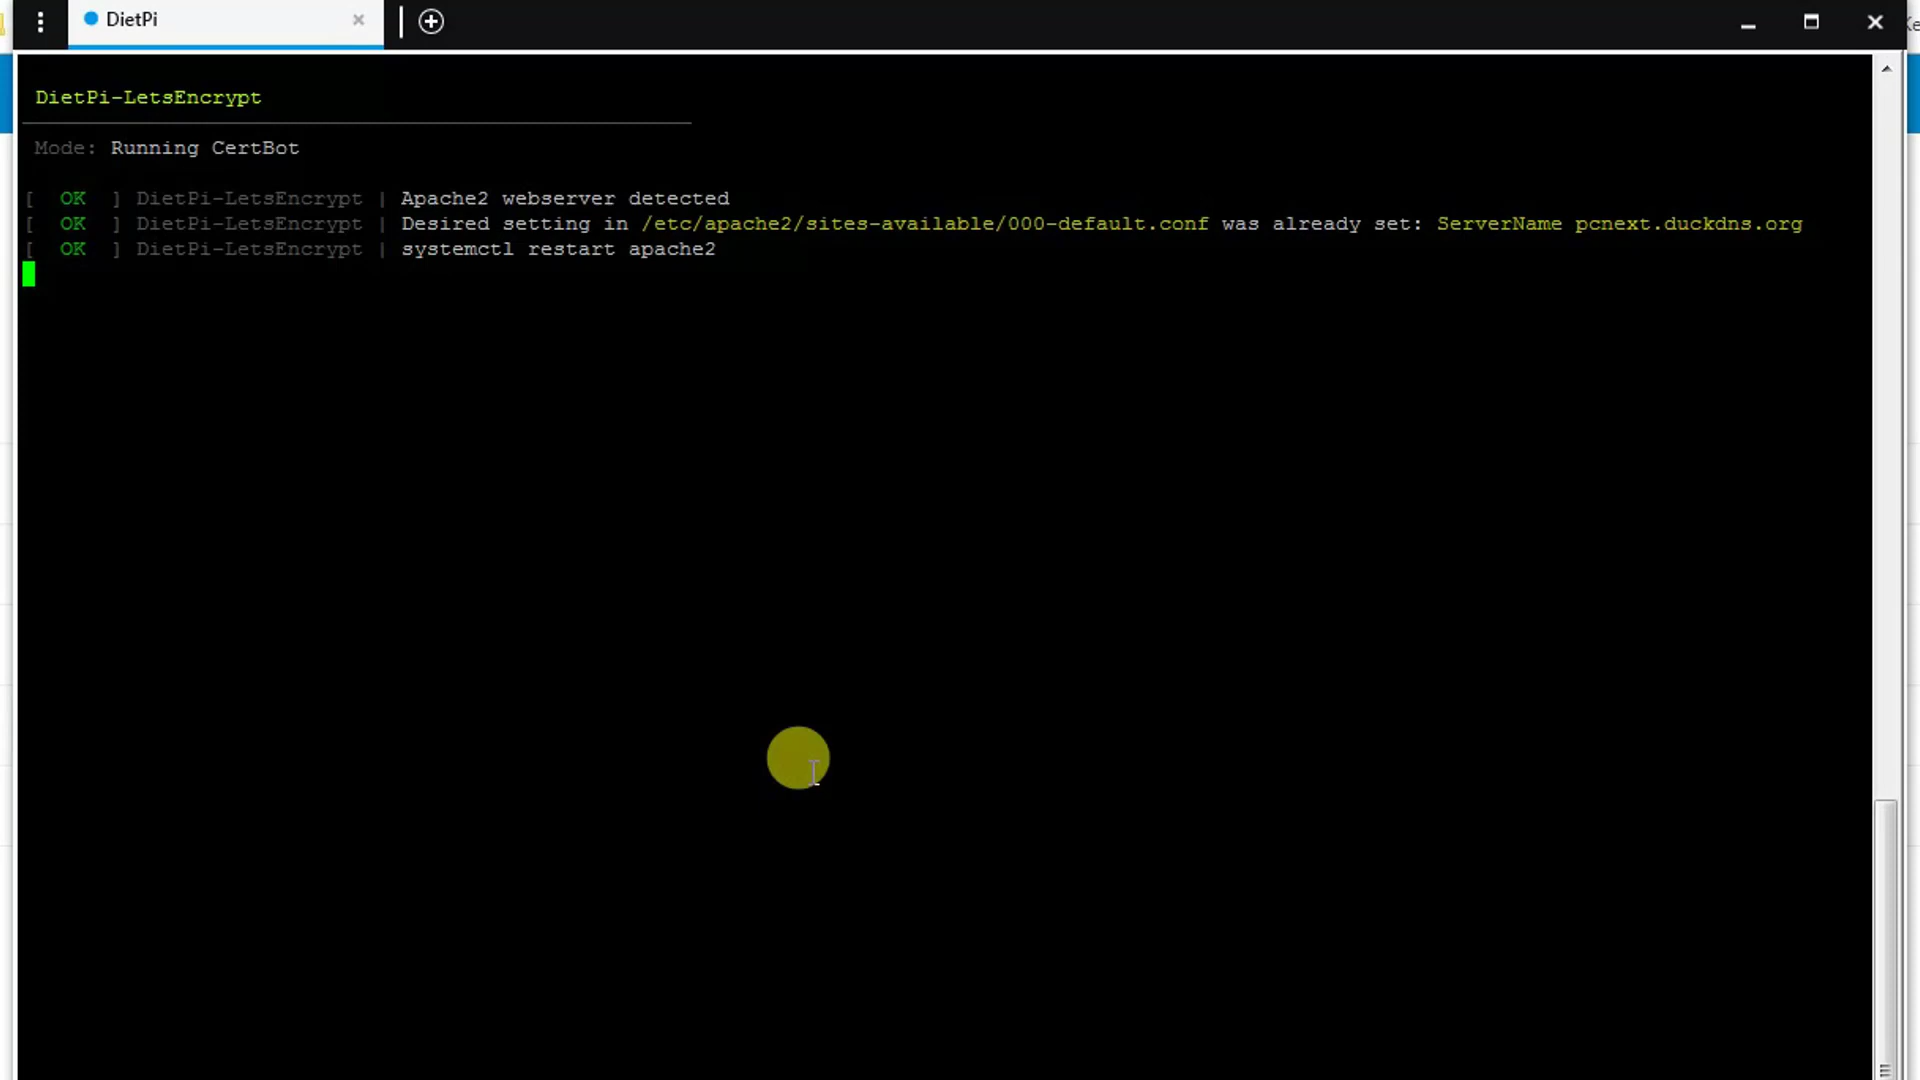 DietPi
DietPi-LetsEncrypt
Mode: Running CertBot
[ OK ] DietPi-LetsEncrypt | Apache2 webserver detected
[ OK ] DietPi-LetsEncrypt | Desired setting in /etc/apache2/sites-available/000-default.conf was already set: ServerName pcnext.duckdns.org
[ OK ] DietPi-LetsEncrypt | systemctl restart apache2